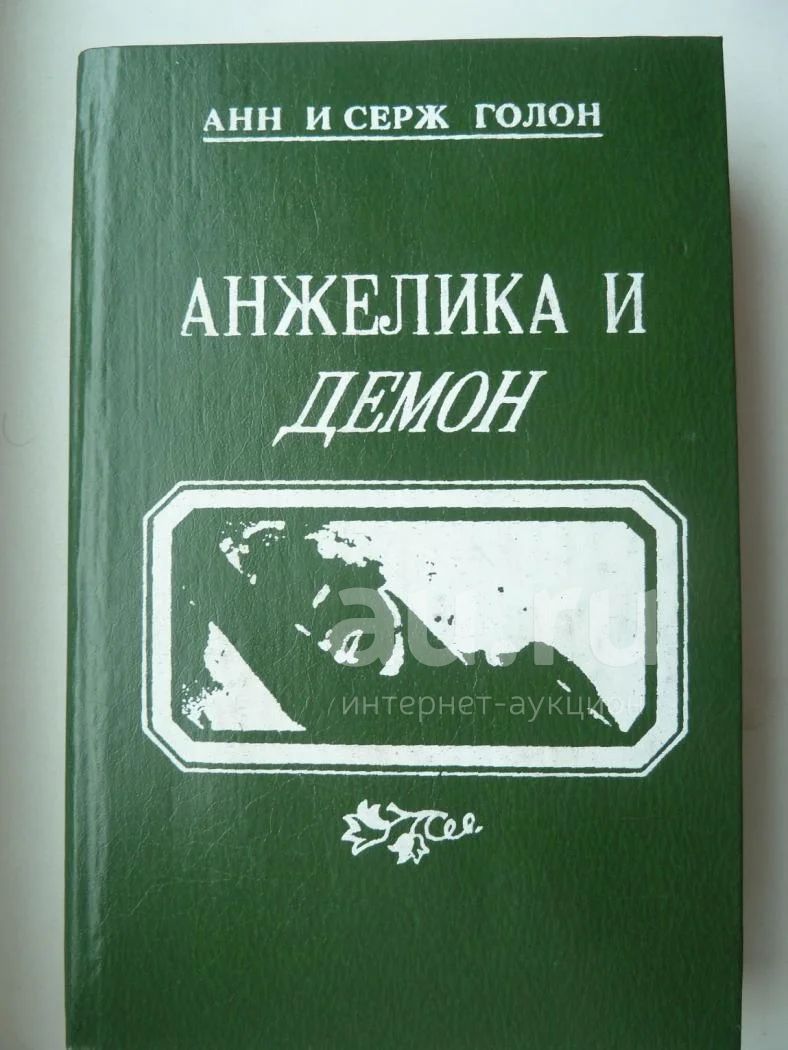 АНН И СЕРЖ ГОЛОН
АНЖЕЛИКА И
ДЕМОН
au.ru
интернет-аукцион